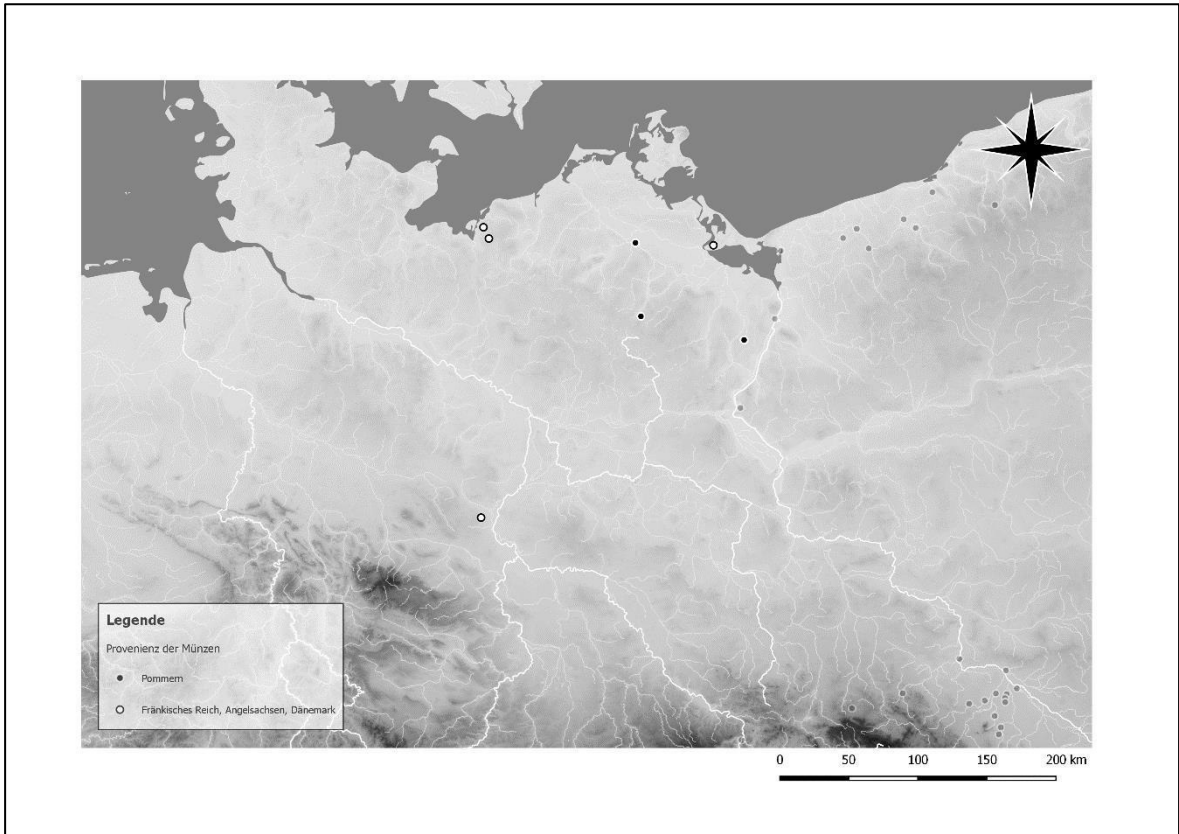 Legende
Provenienz der Münzen
Pommern
Fränkisches Reich, Angelsachsen, Dänemark
0 50 100 150 200 km